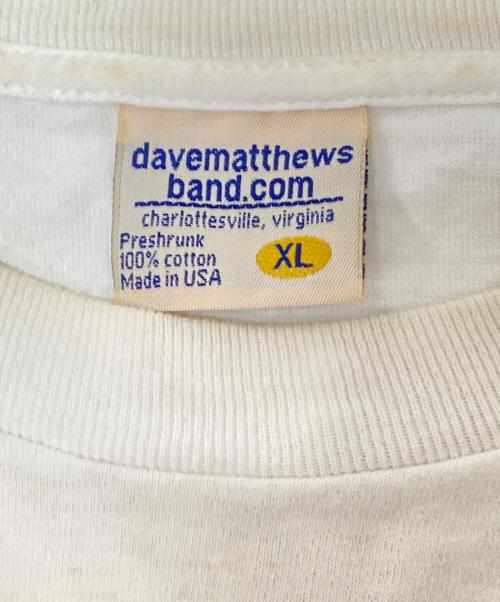 davematthews
band.com
charlottesville, virginia
Preshrunk
100% cotton
Made in USA
XL